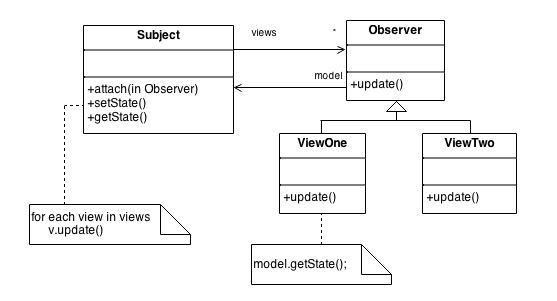 Subject
views
*
Observer
+attach(in Observer)
+setState()
+getState()
model
+update()
ViewOne
ViewTwo
+update()
+update()
for each view in views
v.update()
model.getState();